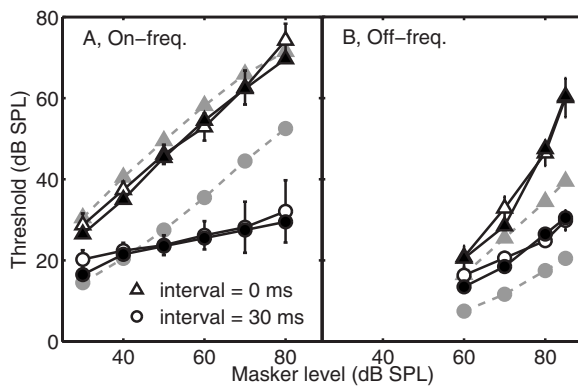 A, On−freq.
B, Off−freq.
80
60
40
20
0
Threshold
(dB SPL)
interval = 0 ms
interval = 30 ms
40 60 80
40 60 80
Masker level (dB SPL)